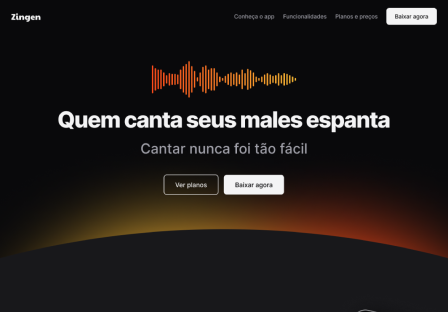 Zingen
Conheça o app
Funcionalidades
Planos e preços
Baixar agora
Quem canta seus males espanta
Cantar nunca foi tão fácil
Ver planos
Baixar agora